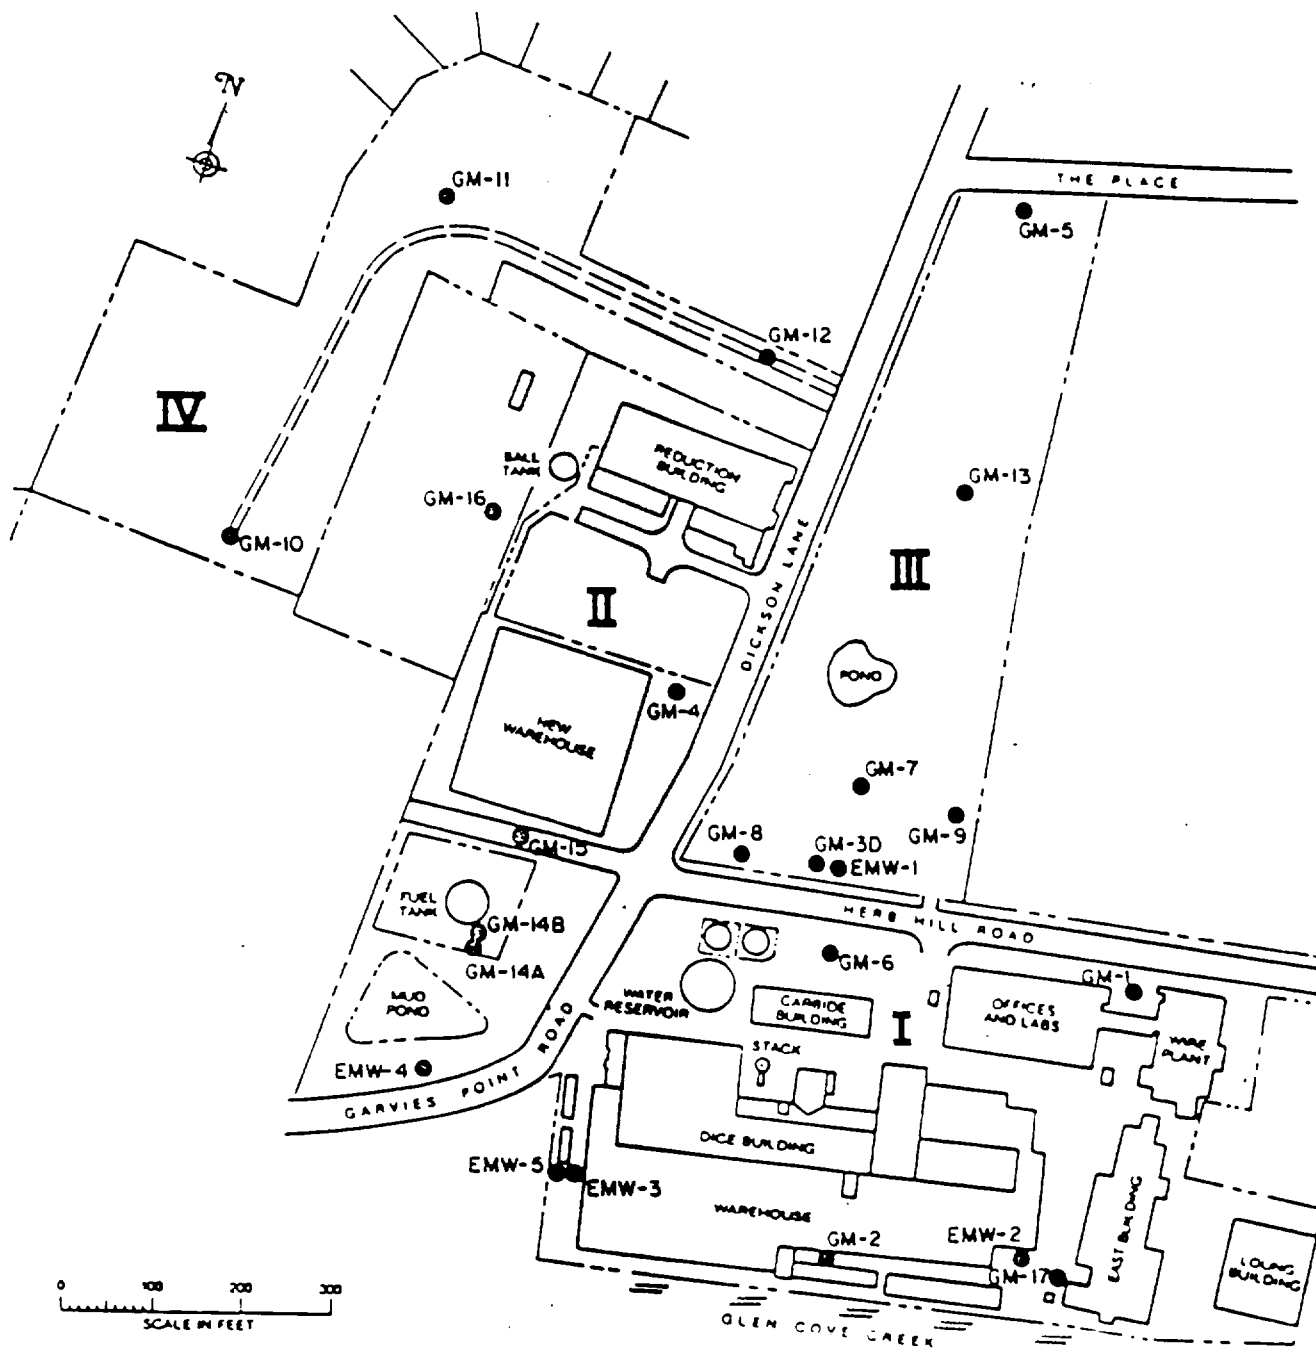 N
GM-11
THE PLACE
GM-5
GM-12
IV
BALL
TANK
REDUCTION
BUILDING
GM-16
GM-13
GM-10
III
II
DICKSON LANE
POND
GM-4
NEW
WAREHOUSE
GM-7
GM-9
GM-8
GM-3D
GM-15
EMW-1
FUEL
TANK
HERB HILL ROAD
GM-14B
GM-14A
GM-6
GM-1
MUD
POND
WATER
RESERVOIR
CARBIDE
BUILDING
OFFICES
AND LABS
I
WIRE
PLANT
STACK
EMW-4
GARVIES POINT ROAD
DICE BUILDING
EMW-5
EMW-3
WAREHOUSE
GM-2
EMW-2
EAST BUILDING
GM-17
LOUNG
BUILDING
0 100 200 300
SCALE IN FEET
GLEN COVE CREEK